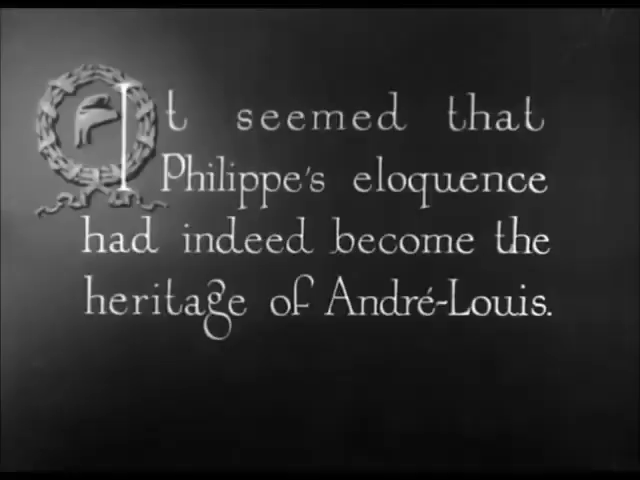 It seemed that
Philippe's eloquence
had indeed become the
heritage of André-Louis.